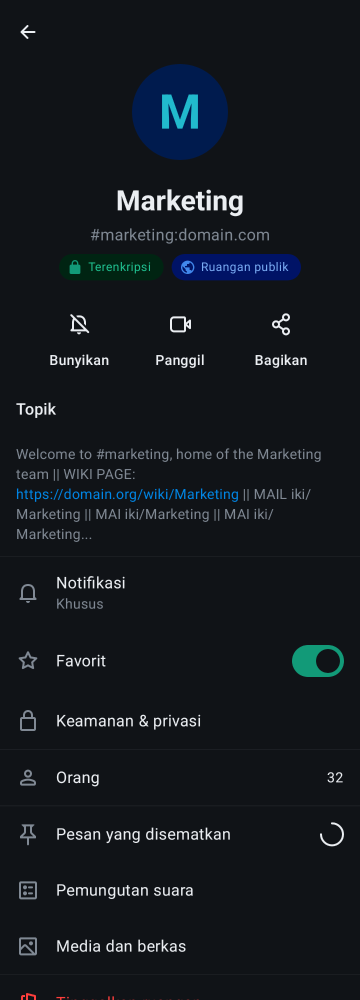 M
Marketing
#marketing:domain.com
Terenkripsi
Ruangan publik
Bunyikan
Panggil
Bagikan
Topik
Welcome to #marketing, home of the Marketing
team || WIKI PAGE:
https://domain.org/wiki/Marketing || MAIL iki/
Marketing || MAI iki/Marketing || MAI iki/
Marketing...
Notifikasi
Khusus
Favorit
Keamanan & privasi
Orang
32
Pesan yang disematkan
Pemungutan suara
Media dan berkas